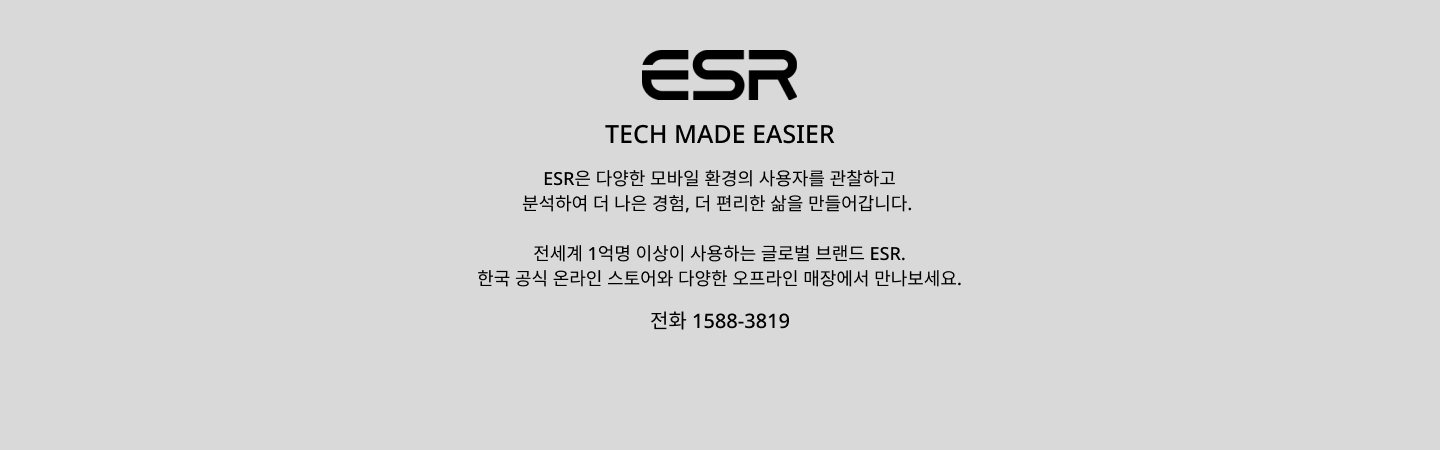 ESR
TECH MADE EASIER
ESR은 다양한 모바일 환경의 사용자를 관찰하고
분석하여 더 나은 경험, 더 편리한 삶을 만들어갑니다.
전세계 1억명 이상이 사용하는 글로벌 브랜드 ESR.
한국 공식 온라인 스토어와 다양한 오프라인 매장에서 만나보세요.
전화 1588-3819